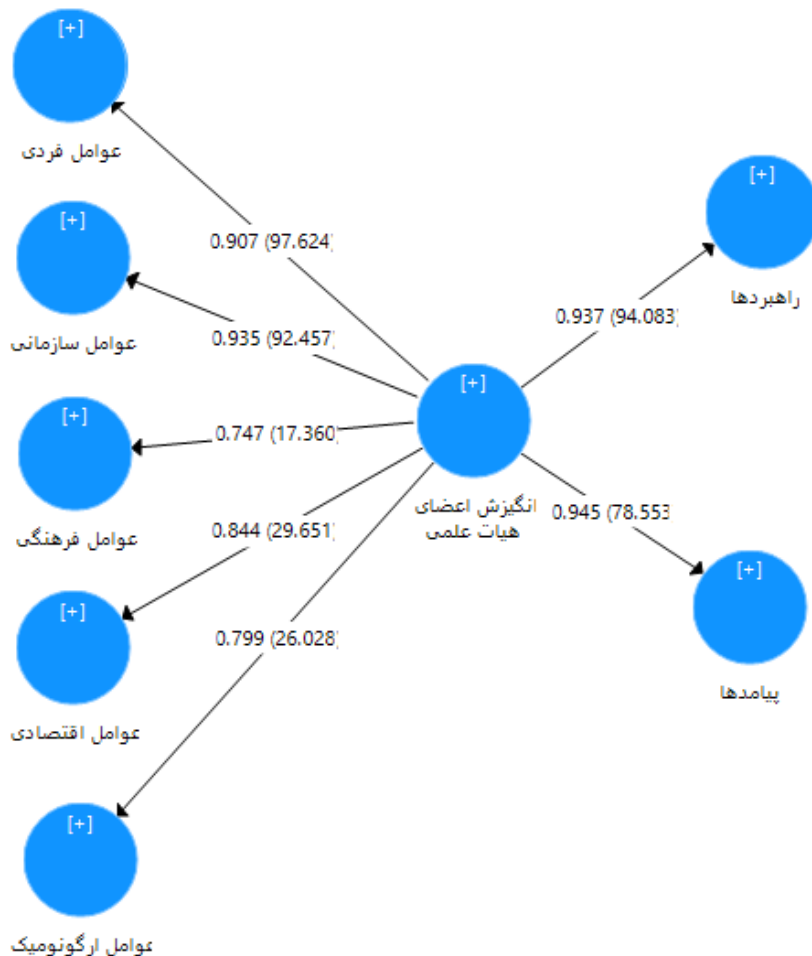 [+]
عوامل فردی
[+]
عوامل سازمانی
[+]
عوامل فرهنگی
[+]
عوامل اقتصادی
[+]
عوامل ارگونومیک
0.907 (97.624)
0.935 (92.457)
0.747 (17.360)
0.844 (29.651)
0.799 (26.028)
[+]
انگیزش اعضای
هیات علمی
0.937 (94.083)
0.945 (78.553
[+]
راهبردها
[+]
پیامدها